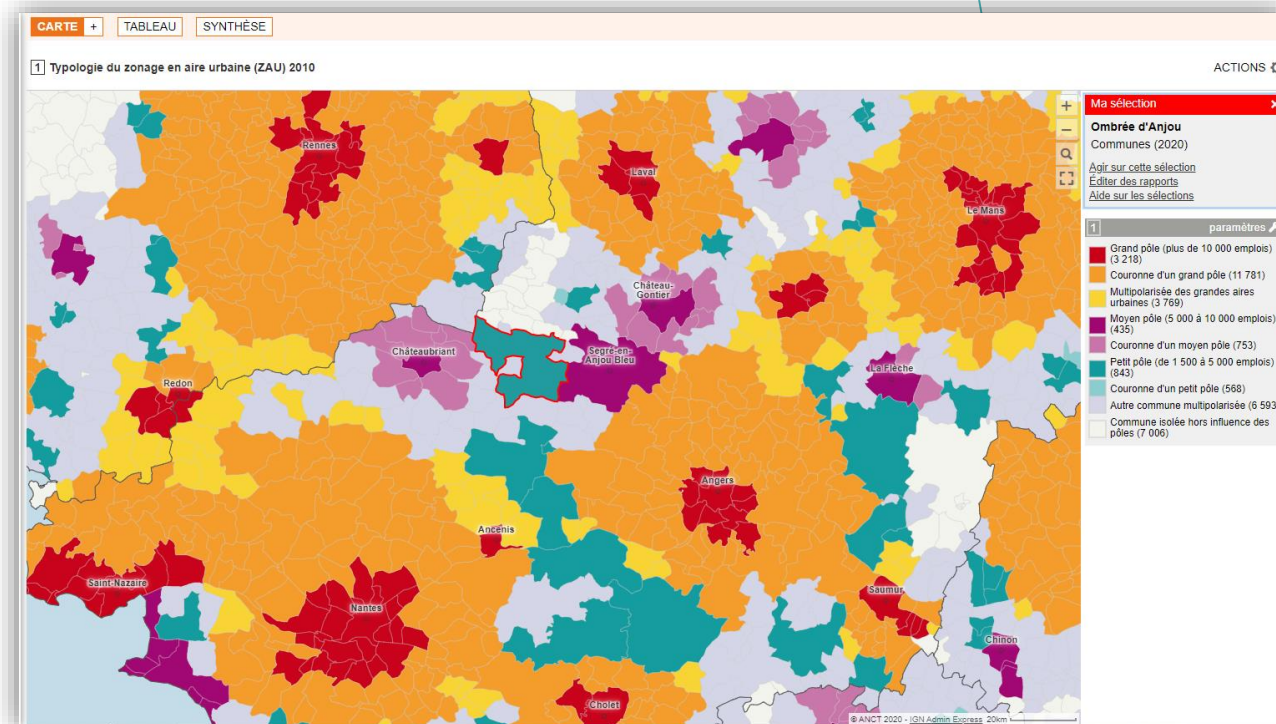 CARTE +
TABLEAU
SYNTHÈSE
1 Typologie du zonage en aire urbaine (ZAU) 2010
ACTIONS
Rennes
Laval
Le Mans
Château-
Gontier
Châteaubriant
Segré-en-
Anjou Bleu
La Flèche
Redon
Angers
Ancenis
Saint-Nazaire
Nantes
Saumur
Chinon
Cholet
© ANCT 2020 - IGN Admin Express 20km
+
−
Ma sélection
Ombrée d'Anjou
Communes (2020)
Agir sur cette sélection
Éditer des rapports
Aide sur les sélections
1 paramètres
Grand pôle (plus de 10 000 emplois)
(3 218)
Couronne d'un grand pôle (11 781)
Multipolarisée des grandes aires
urbaines (3 769)
Moyen pôle (5 000 à 10 000 emplois)
(435)
Couronne d'un moyen pôle (753)
Petit pôle (de 1 500 à 5 000 emplois)
(843)
Couronne d'un petit pôle (568)
Autre commune multipolarisée (6 593
Commune isolée hors influence des
pôles (7 006)